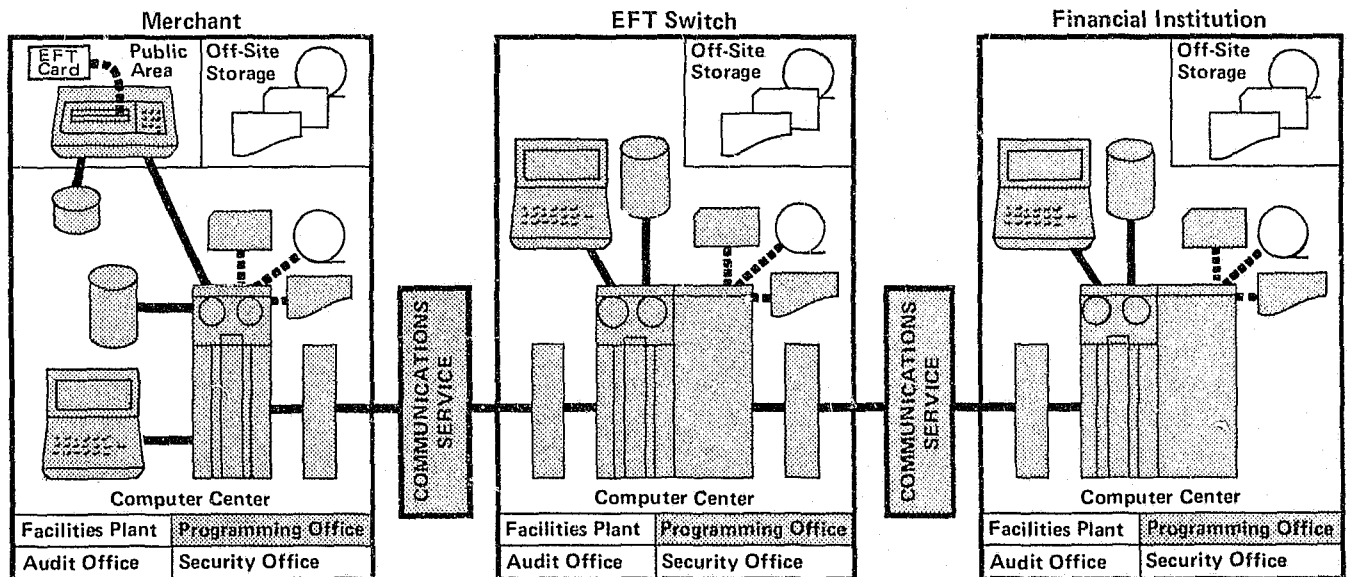 Merchant
EFT Switch
Financial Institution
EFT
Card
Public
Area
Off-Site
Storage
Off-Site
Storage
Off-Site
Storage
COMMUNICATIONS
SERVICE
COMMUNICATIONS
SERVICE
Computer Center
Computer Center
Computer Center
Facilities Plant
Programming Office
Audit Office
Security Office
Facilities Plant
Programming Office
Audit Office
Security Office
Facilities Plant
Programming Office
Audit Office
Security Office